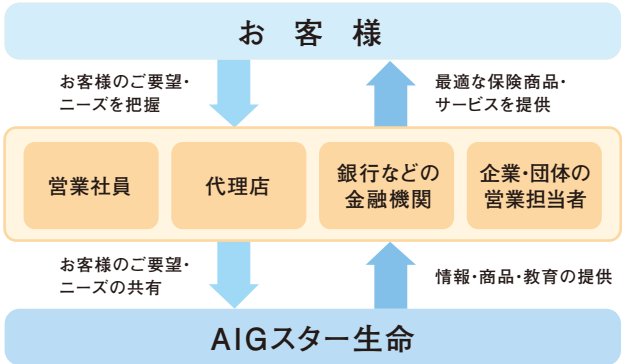 お客様
お客様のご要望・
ニーズを把握
最適な保険商品・
サービスを提供
営業社員
代理店
銀行などの
金融機関
企業・団体の
営業担当者
お客様のご要望・
ニーズの共有
情報・商品・教育の提供
AIGスター生命